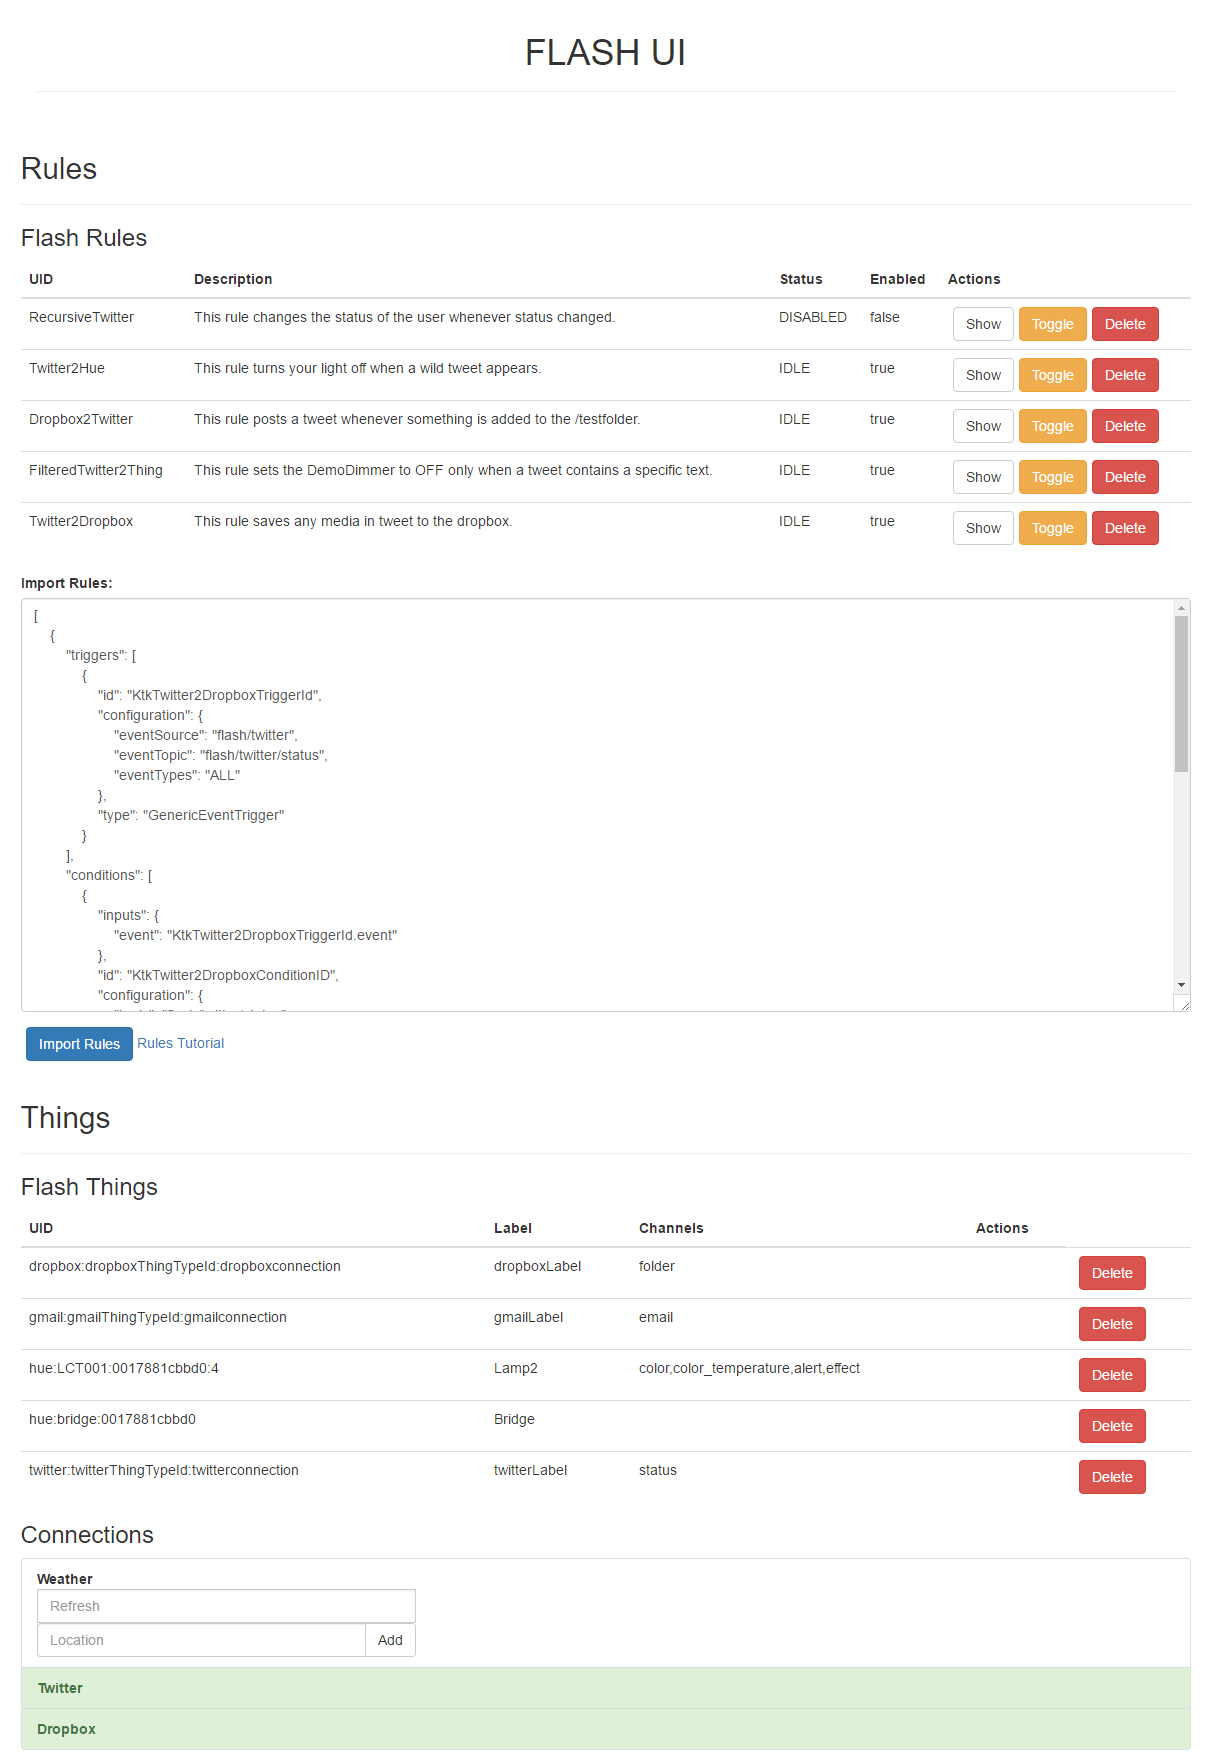 FLASH UI
Rules
Flash Rules
UID Description Status Enabled Actions
RecursiveTwitter This rule changes the status of the user whenever status changed. DISABLED false Show Toggle Delete
Twitter2Hue This rule turns your light off when a wild tweet appears. IDLE true Show Toggle Delete
Dropbox2Twitter This rule posts a tweet whenever something is added to the /testfolder. IDLE true Show Toggle Delete
FilteredTwitter2Thing This rule sets the DemoDimmer to OFF only when a tweet contains a specific text. IDLE true Show Toggle Delete
Twitter2Dropbox This rule saves any media in tweet to the dropbox. IDLE true Show Toggle Delete
Import Rules:
[
{
"triggers": [
{
"id": "KtkTwitter2DropboxTriggerId",
"configuration": {
"eventSource": "flash/twitter",
"eventTopic": "flash/twitter/status",
"eventTypes": "ALL"
},
"type": "GenericEventTrigger"
}
],
"conditions": [
{
"inputs": {
"event": "KtkTwitter2DropboxTriggerId.event"
},
"id": "KtkTwitter2DropboxConditionID",
"configuration": {
Import Rules Rules Tutorial
Things
Flash Things
UID Label Channels Actions
dropbox:dropboxThingTypeId:dropboxconnection dropboxLabel folder Delete
gmail:gmailThingTypeId:gmailconnection gmailLabel email Delete
hue:LCT001:0017881cbbd0:4 Lamp2 color,color_temperature,alert,effect Delete
hue:bridge:0017881cbbd0 Bridge Delete
twitter:twitterThingTypeId:twitterconnection twitterLabel status Delete
Connections
Weather
Refresh
Location Add
Twitter
Dropbox